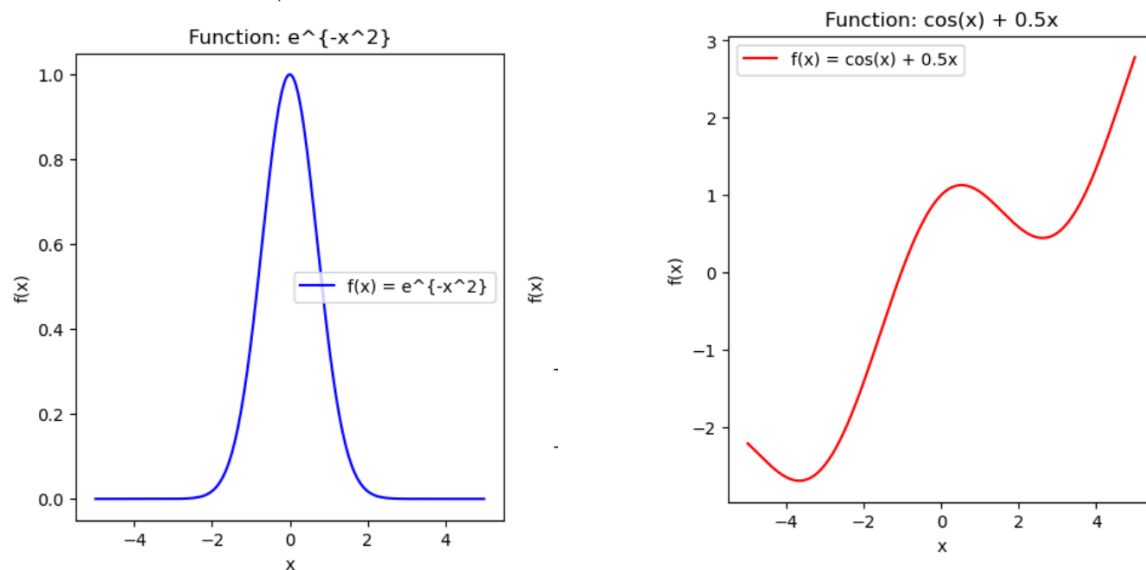 Function: e^{-x^2}
1.0
0.8
0.6
0.4
0.2
0.0
f(x)
f(x) = e^{-x^2}
−4 −2 0 2 4
x
f(x)
Function: cos(x) + 0.5x
f(x) = cos(x) + 0.5x
3
2
1
0
−1
−2
f(x)
−4 −2 0 2 4
x